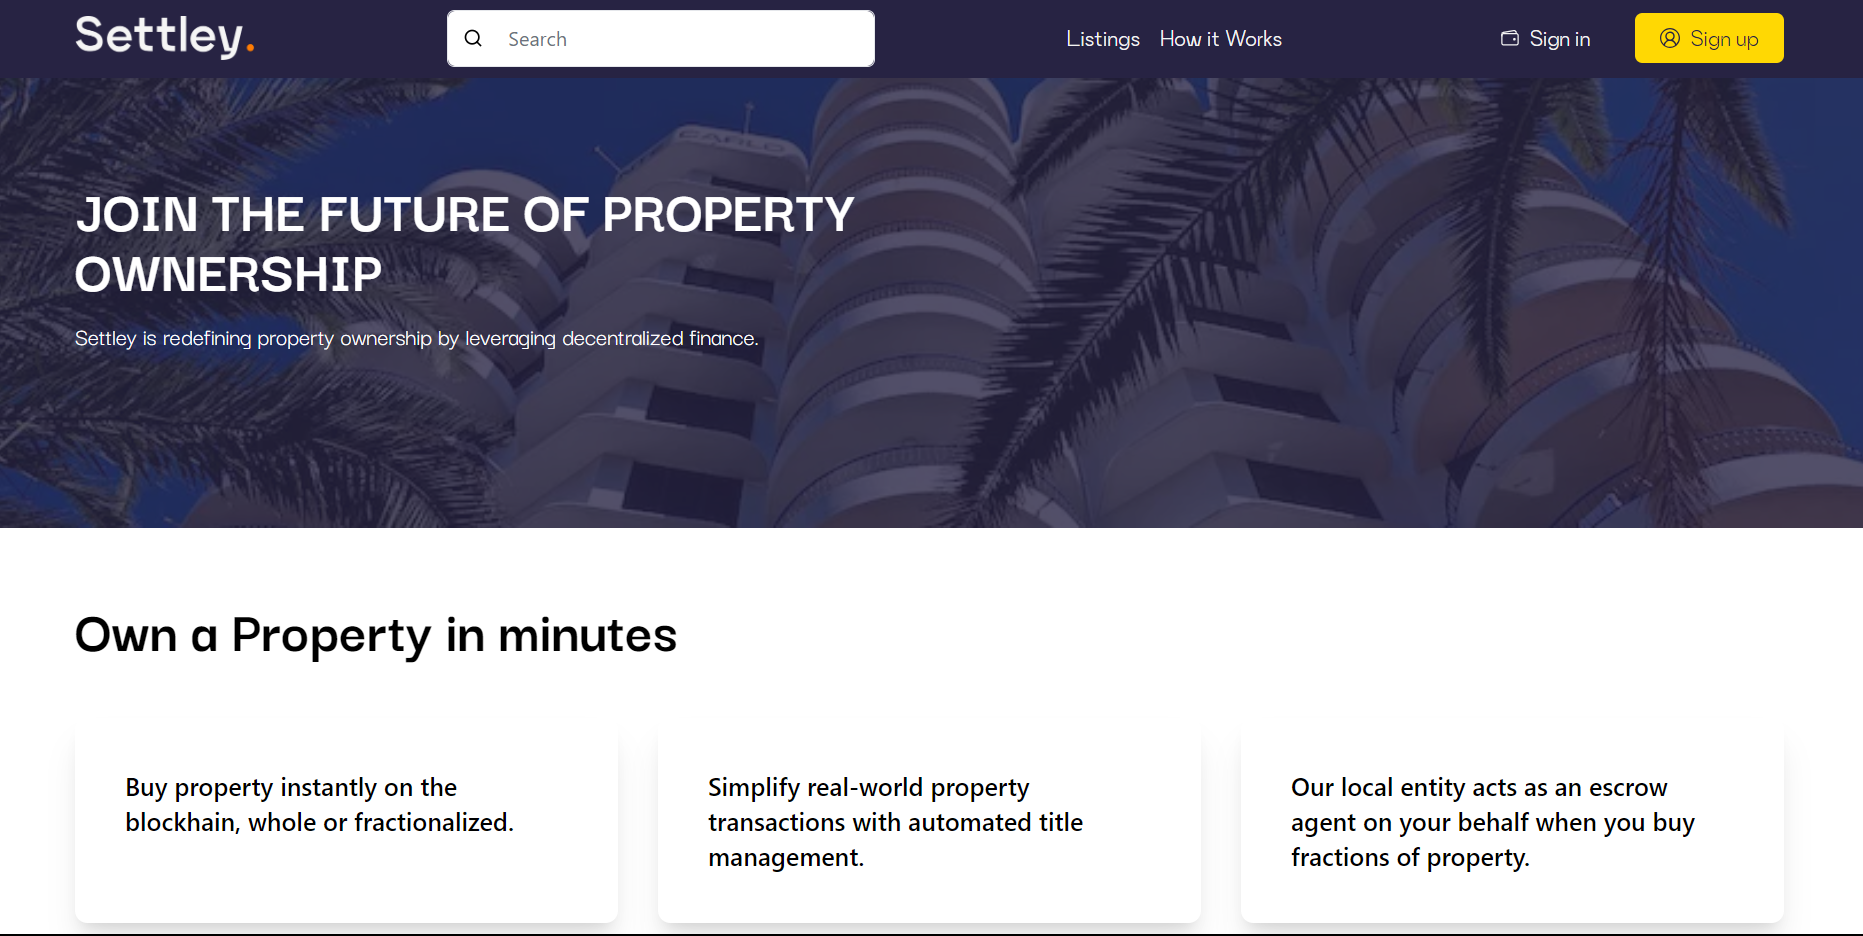 Settley.
Search
Listings
How it Works
Sign in
Sign up
JOIN THE FUTURE OF PROPERTY
OWNERSHIP
Settley is redefining property ownership by leveraging decentralized finance.
Own a Property in minutes
Buy property instantly on the
blockhain, whole or fractionalized.
Simplify real-world property
transactions with automated title
management.
Our local entity acts as an escrow
agent on your behalf when you buy
fractions of property.